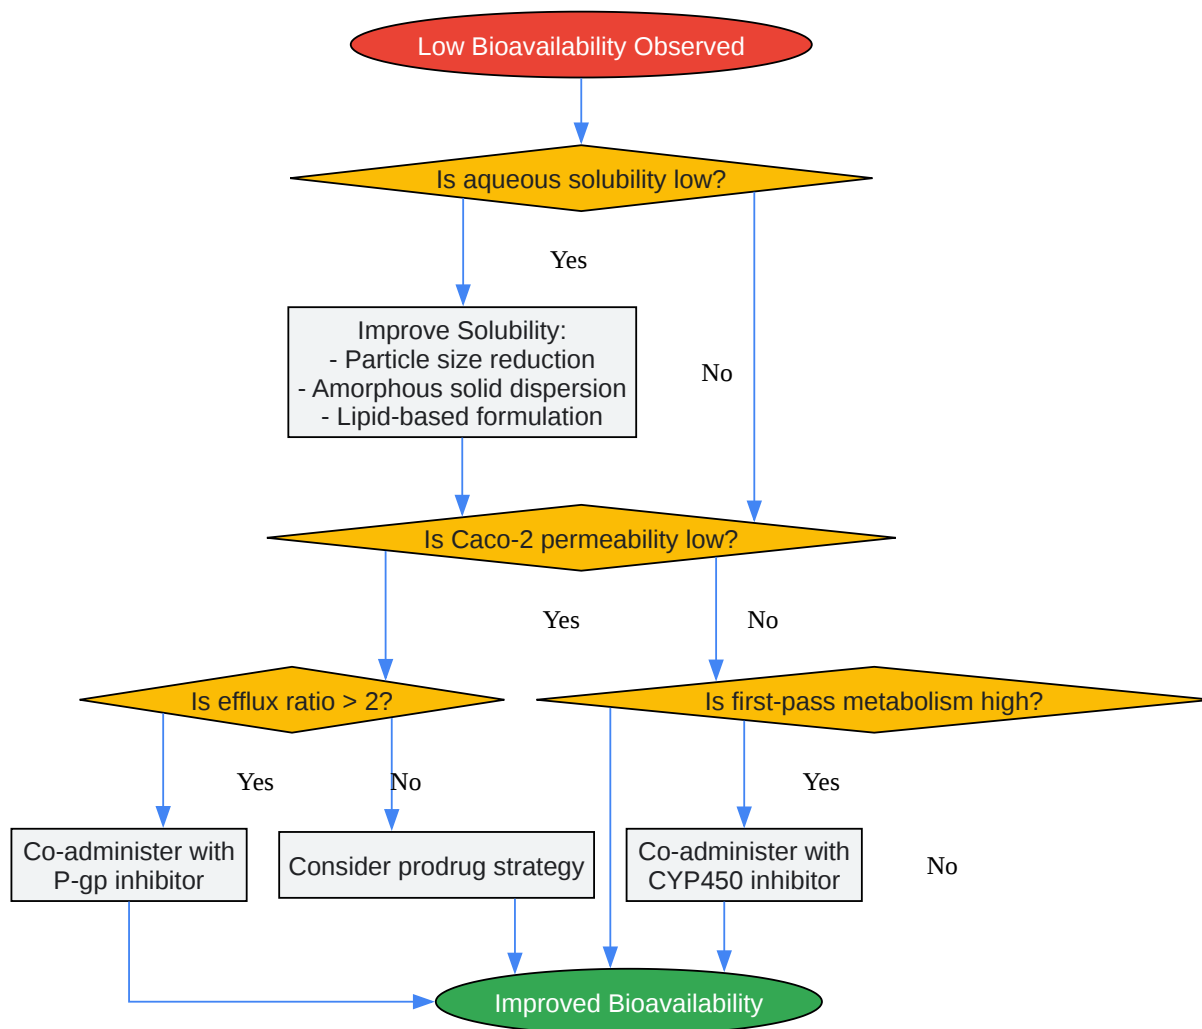 Low Bioavailability Observed
Is aqueous solubility low?
Yes
Improve Solubility:
- Particle size reduction
- Amorphous solid dispersion
- Lipid-based formulation
No
Is Caco-2 permeability low?
Yes
No
Is efflux ratio > 2?
Is first-pass metabolism high?
Yes
No
Yes
Co-administer with
P-gp inhibitor
Consider prodrug strategy
Co-administer with
CYP450 inhibitor
No
Improved Bioavailability